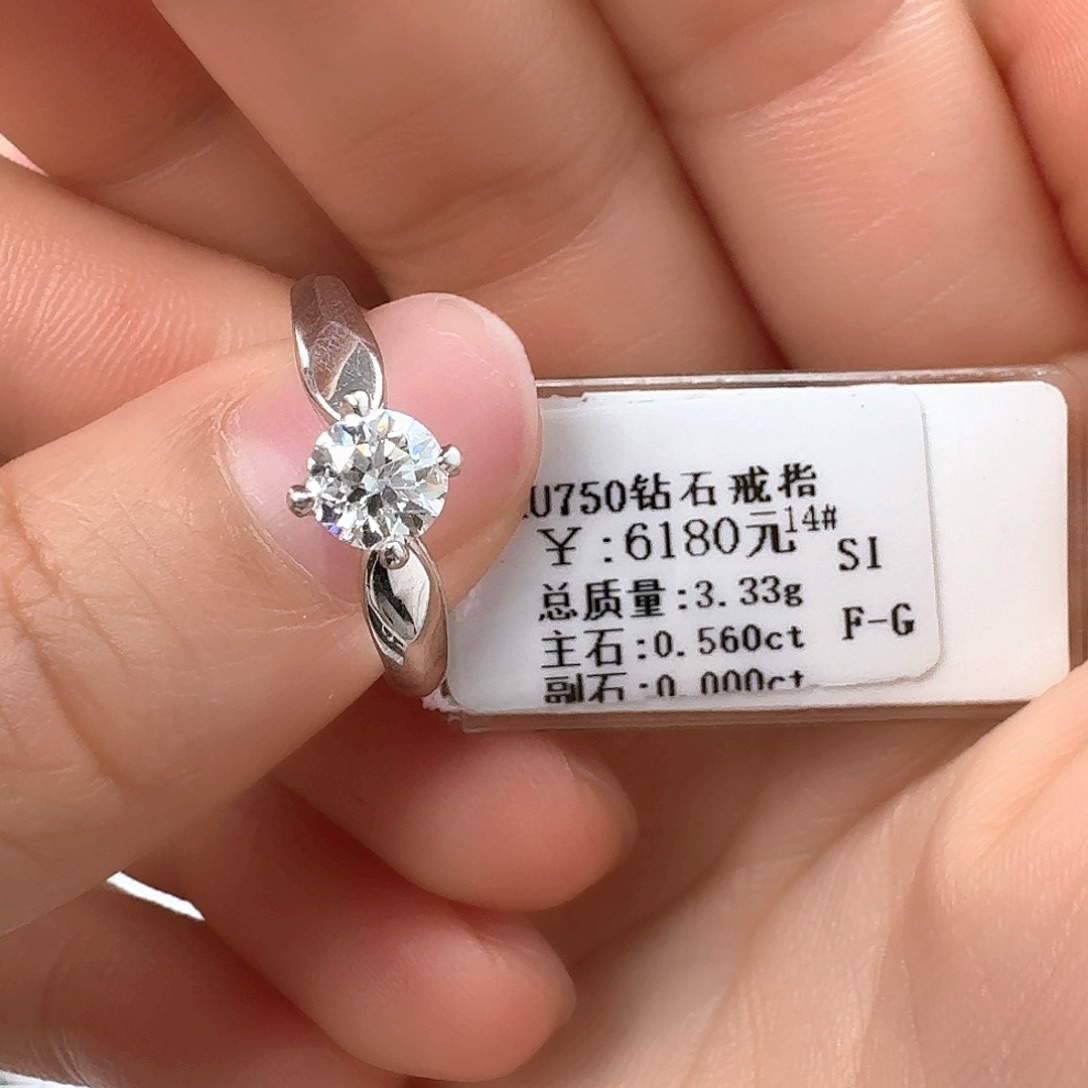 U750钻石戒指
￥:6180元14#
SI
总质量:3.33g
F-G
主石:0.560ct
副石:0.000ct